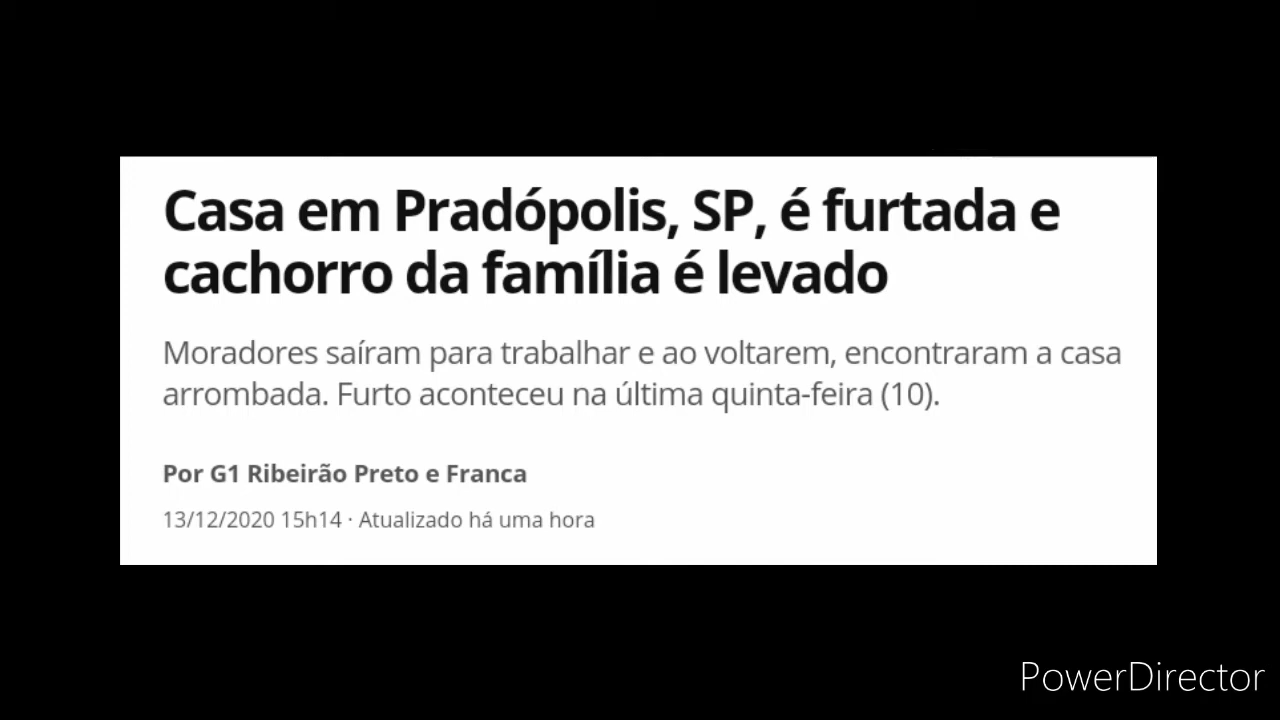 Casa em Pradópolis, SP, é furtada e
cachorro da família é levado
Moradores saíram para trabalhar e ao voltarem, encontraram a casa
arrombada. Furto aconteceu na última quinta-feira (10).
Por G1 Ribeirão Preto e Franca
13/12/2020 15h14 · Atualizado há uma hora
PowerDirector